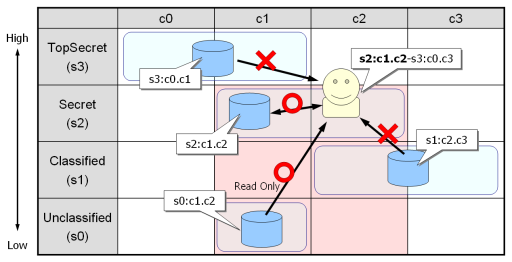 c0 c1 c2 c3
High
TopSecret
(s3)
s3:c0.c1
s2:c1.c2-s3:c0.c3
Secret
(s2)
s2:c1.c2
s1:c2.c3
Classified
(s1)
Read Only
s0:c1.c2
Unclassified
(s0)
Low